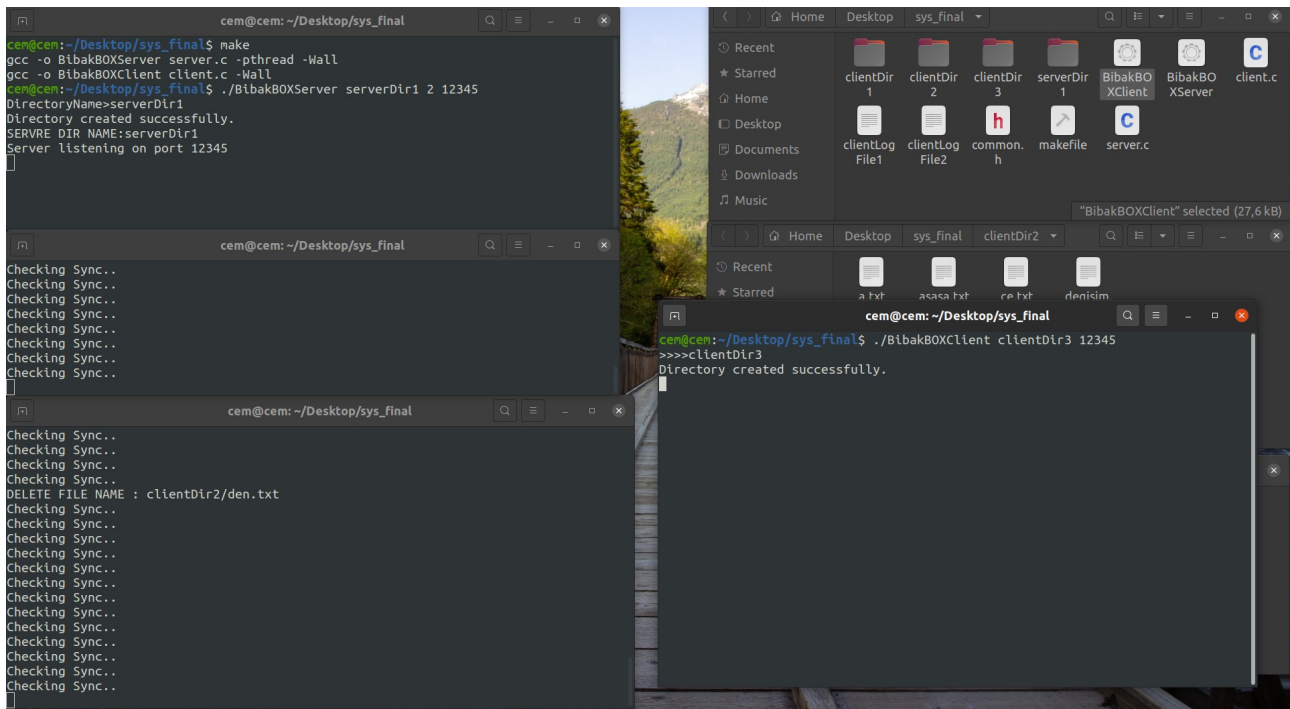 cem@cem: ~/Desktop/sys_final
cem@cem:~/Desktop/sys_final$ make
gcc -o BibakBOXServer server.c -pthread -Wall
gcc -o BibakBOXClient client.c -Wall
cem@cem:~/Desktop/sys_final$ ./BibakBOXServer serverDir1 2 12345
DirectoryName>serverDir1
Directory created successfully.
SERVRE DIR NAME:serverDir1
Server listening on port 12345
cem@cem: ~/Desktop/sys_final
Checking Sync..
Checking Sync..
Checking Sync..
Checking Sync..
Checking Sync..
Checking Sync..
Checking Sync..
Checking Sync..
cem@cem: ~/Desktop/sys_final
Checking Sync..
Checking Sync..
Checking Sync..
Checking Sync..
DELETE FILE NAME : clientDir2/den.txt
Checking Sync..
Checking Sync..
Checking Sync..
Checking Sync..
Checking Sync..
Checking Sync..
Checking Sync..
Checking Sync..
Checking Sync..
Checking Sync..
Checking Sync..
Checking Sync..
Checking Sync..
Home Desktop sys_final
Recent
Starred
Home
Desktop
Documents
Downloads
Music
clientDir 1
clientDir 2
clientDir 3
serverDir 1
BibakBO XClient
BibakBO XServer
C
client.c
clientLog File1
clientLog File2
h
common. h
makefile
C
server.c
"BibakBOXClient" selected (27,6 kB)
Home Desktop sys_final clientDir2
Recent
Starred
a.txt asasa.txt ce.txt degisim.
cem@cem: ~/Desktop/sys_final
cem@cem:~/Desktop/sys_final$ ./BibakBOXClient clientDir3 12345
>>>>clientDir3
Directory created successfully.